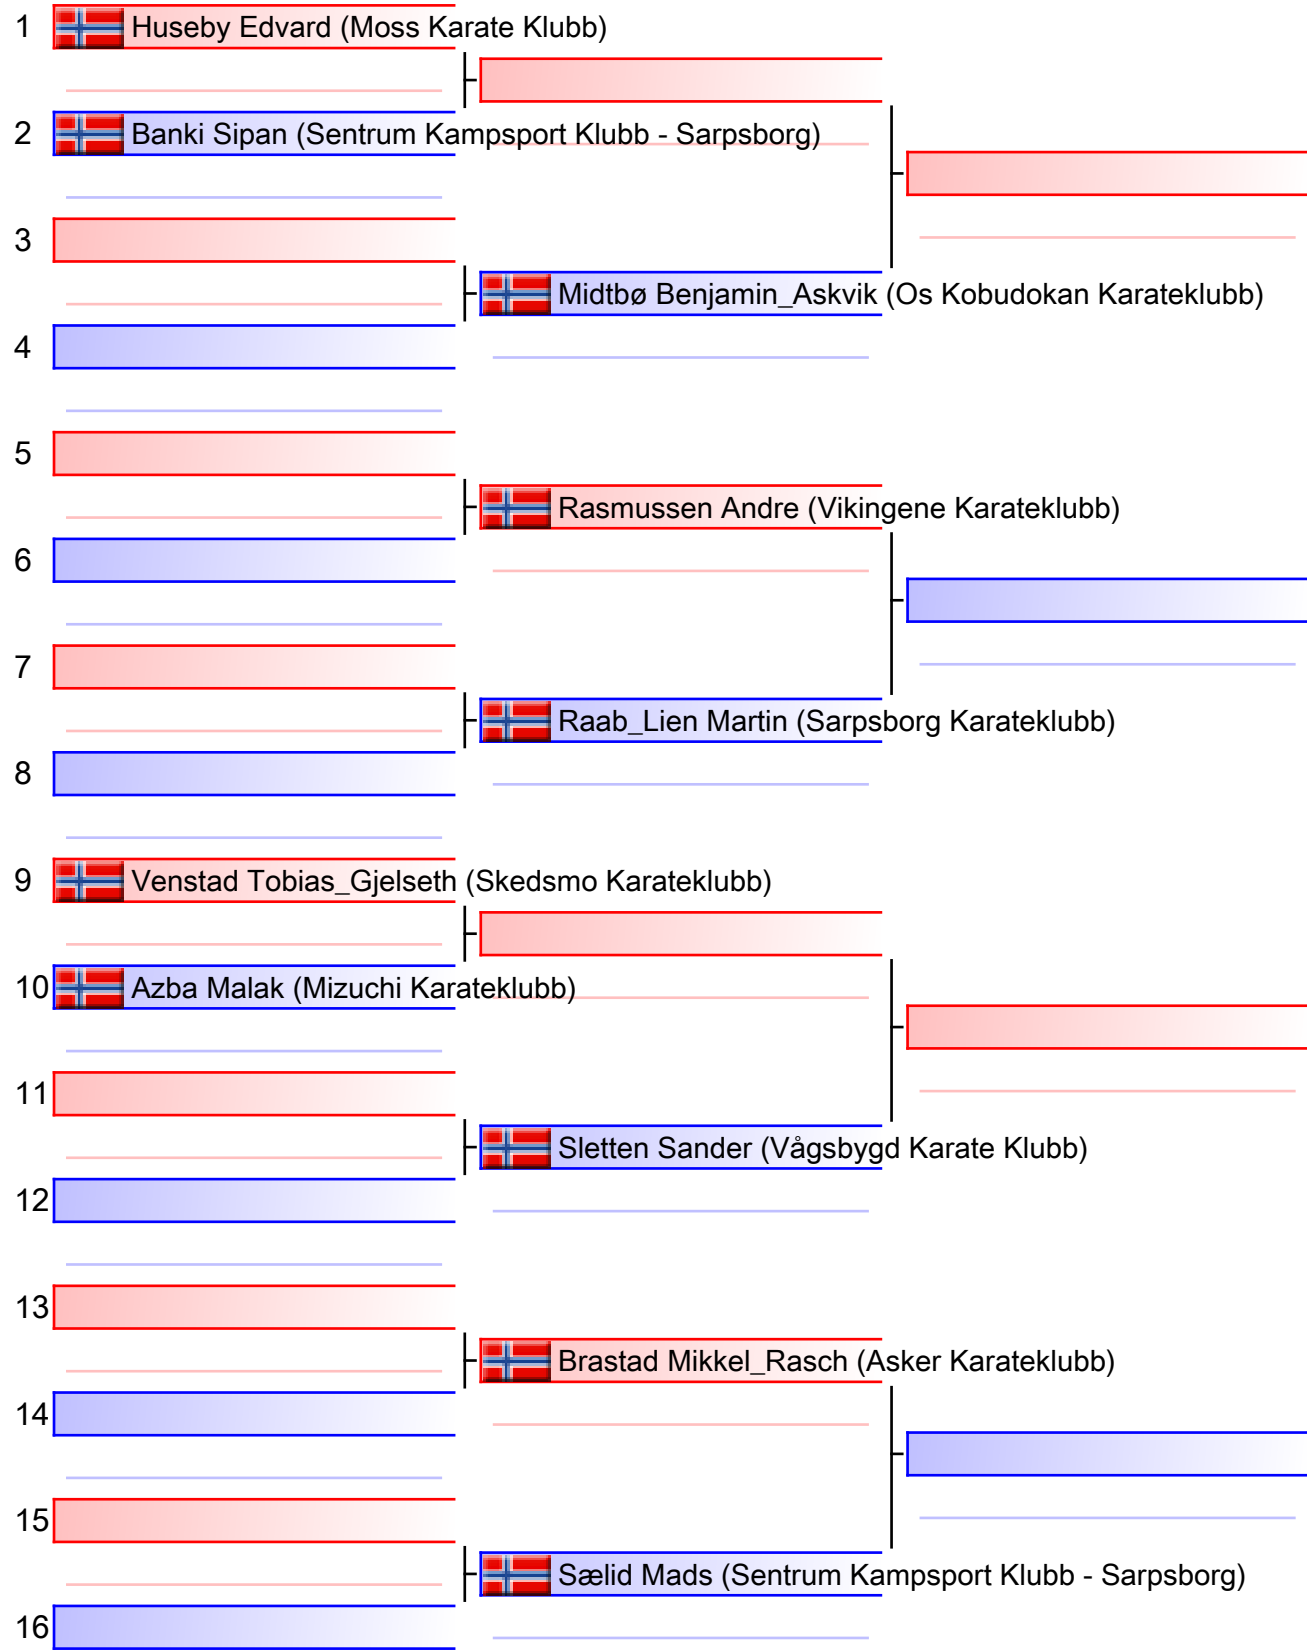 1 Huseby Edvard (Moss Karate Klubb)
2 Banki Sipan (Sentrum Kampsport Klubb - Sarpsborg)
3
Midtbø Benjamin_Askvik (Os Kobudokan Karateklubb)
4
5
Rasmussen Andre (Vikingene Karateklubb)
6
7
Raab_Lien Martin (Sarpsborg Karateklubb)
8
9 Venstad Tobias_Gjelseth (Skedsmo Karateklubb)
10 Azba Malak (Mizuchi Karateklubb)
11
Sletten Sander (Vågsbygd Karate Klubb)
12
13
Brastad Mikkel_Rasch (Asker Karateklubb)
14
15
Sælid Mads (Sentrum Kampsport Klubb - Sarpsborg)
16